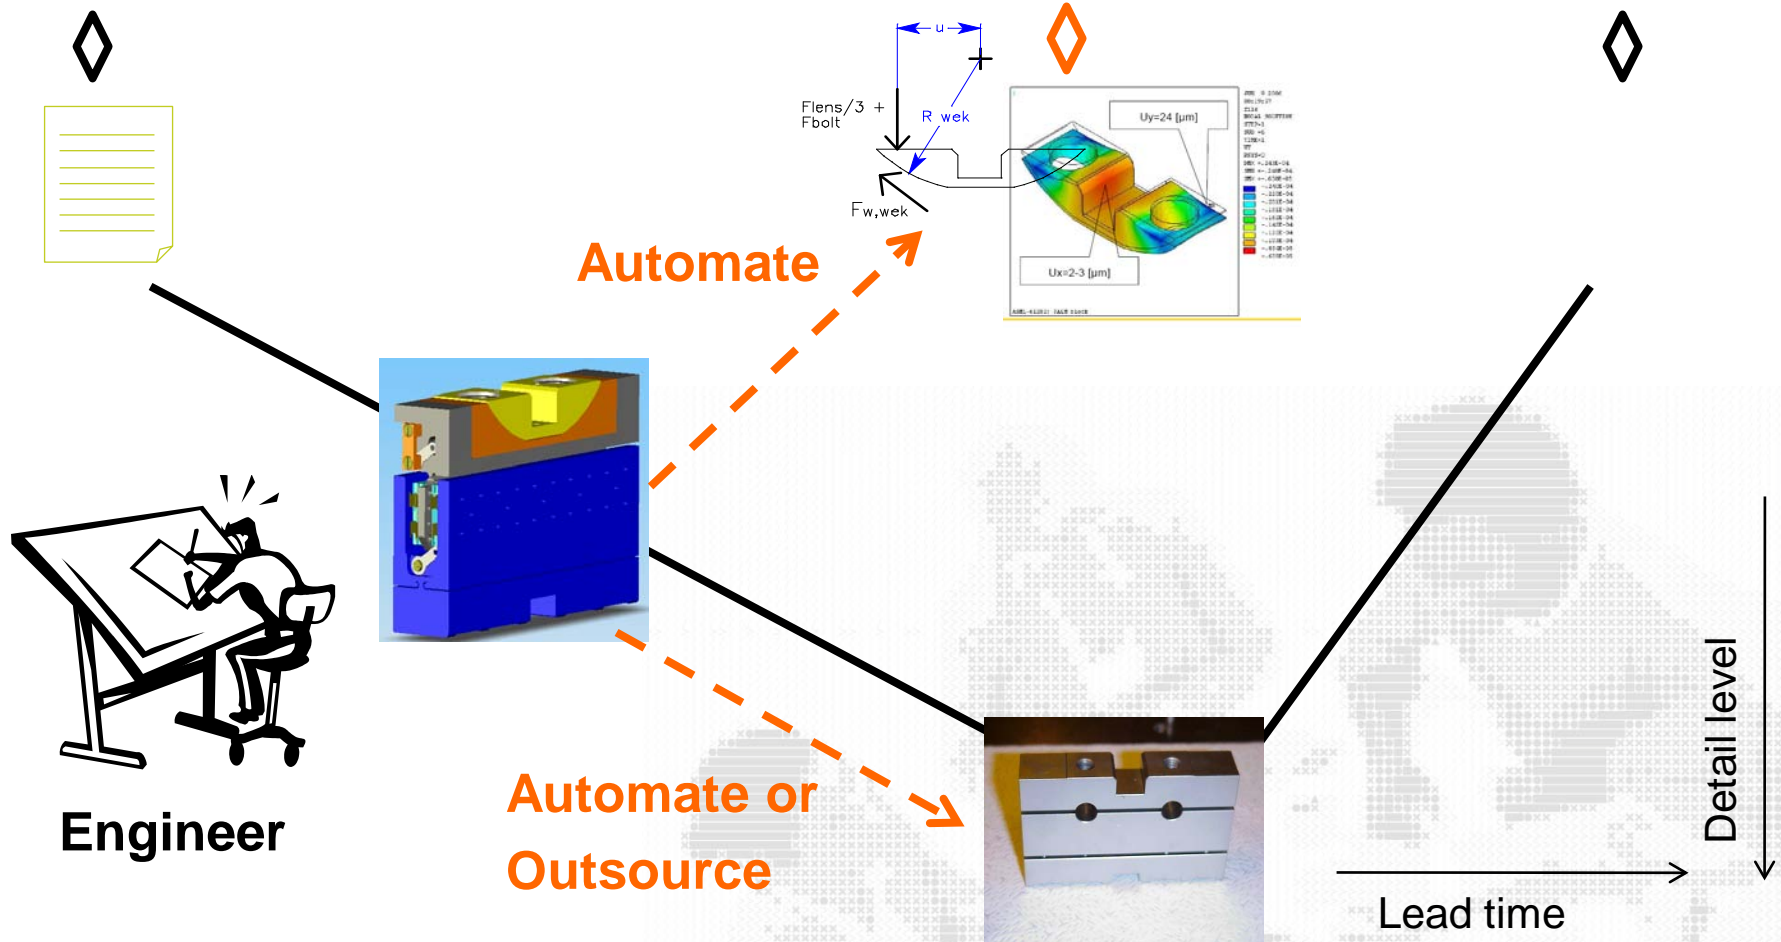 u
Flens/3 +
Fbolt
R wek
Fw,wek
Uy=24 [µm]
Ux=2-3 [µm]
Automate
Engineer
Automate or
Outsource
Detail level
Lead time